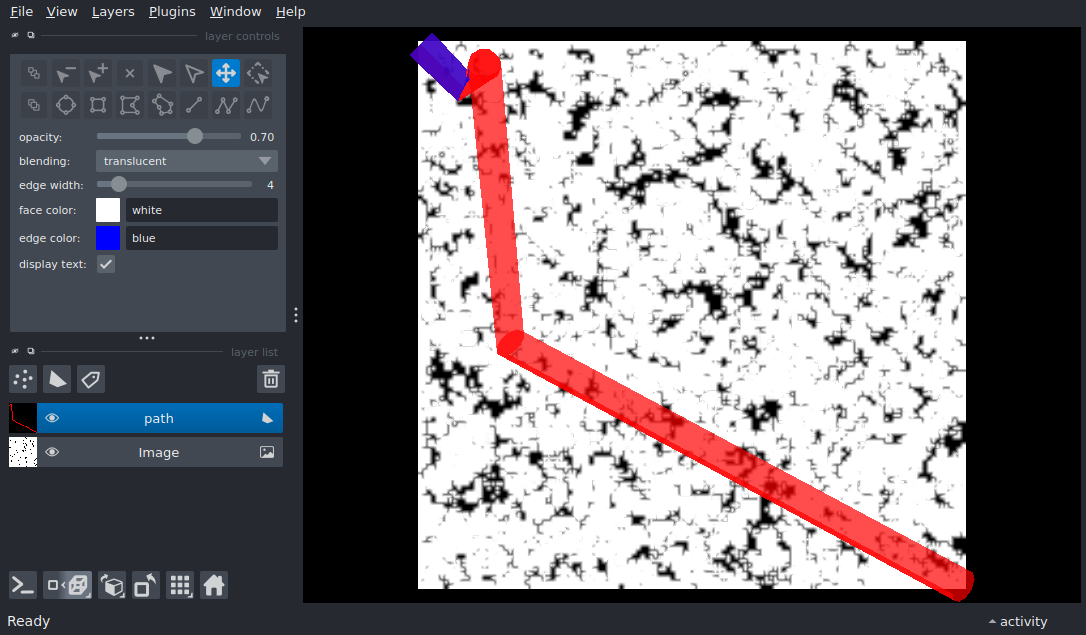 File View Layers Plugins Window Help
layer controls
opacity: 0.70
blending: translucent
edge width: 4
face color: white
edge color: blue
display text:
layer list
path
Image
Ready
activity